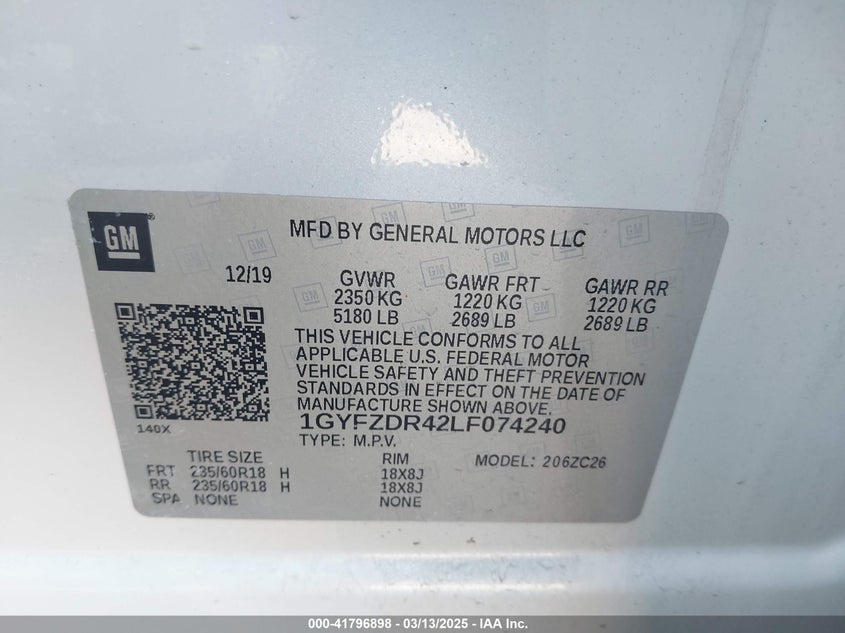 GM
MFD BY GENERAL MOTORS LLC
12/19
GVWR GAWR FRT GAWR RR
2350 KG 1220 KG 1220 KG
5180 LB 2689 LB 2689 LB
THIS VEHICLE CONFORMS TO ALL
APPLICABLE U.S. FEDERAL MOTOR
VEHICLE SAFETY AND THEFT PREVENTION
STANDARDS IN EFFECT ON THE DATE OF
MANUFACTURE SHOWN ABOVE.
140X
1GYFZDR42LF074240
TYPE: M.P.V.
TIRE SIZE RIM MODEL: 206ZC26
FRT 235/60R18 H 18X8J
RR 235/60R18 H 18X8J
SPA NONE NONE
000-41796898 - 03/13/2025 - IAA Inc.